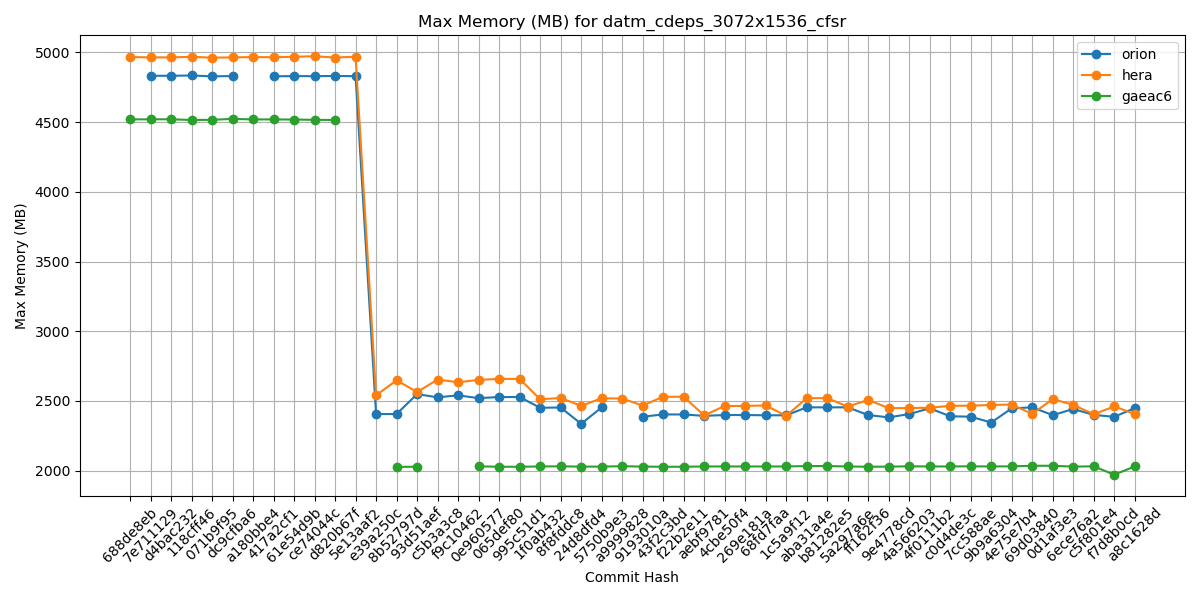 Max Memory (MB) for datm_cdeps_3072x1536_cfsr
orion
hera
gaeac6
Max Memory (MB)
5000
4500
4000
3500
3000
2500
2000
688de8eb
7e711129
d4bac232
118cff46
071b9f95
dc9cfba6
a180bbe4
417a2cf1
61e54d9b
ce74044c
d820b67f
5e13aaf2
e39a250c
8b52797d
93d51aef
c5b3a3c8
f9c10462
0e960577
065def80
995c51d1
1f0ab432
8f8fddc8
24d8dfd4
5750b9e3
a9999828
9193010a
43f2c3bd
f22b2e11
aebf9781
4cbe50f4
269e181a
68fd7faa
1c5a9f12
aba31a4e
b81282e5
5a297a6e
ff162f36
9e4778cd
4a566203
4f0111b2
c0d4de3c
7cc588ae
9b9a6304
4e75e7b4
69d03840
0d1af3e3
6ece76a2
c5f801e4
f7d8b0cd
a8c1628d
Commit Hash